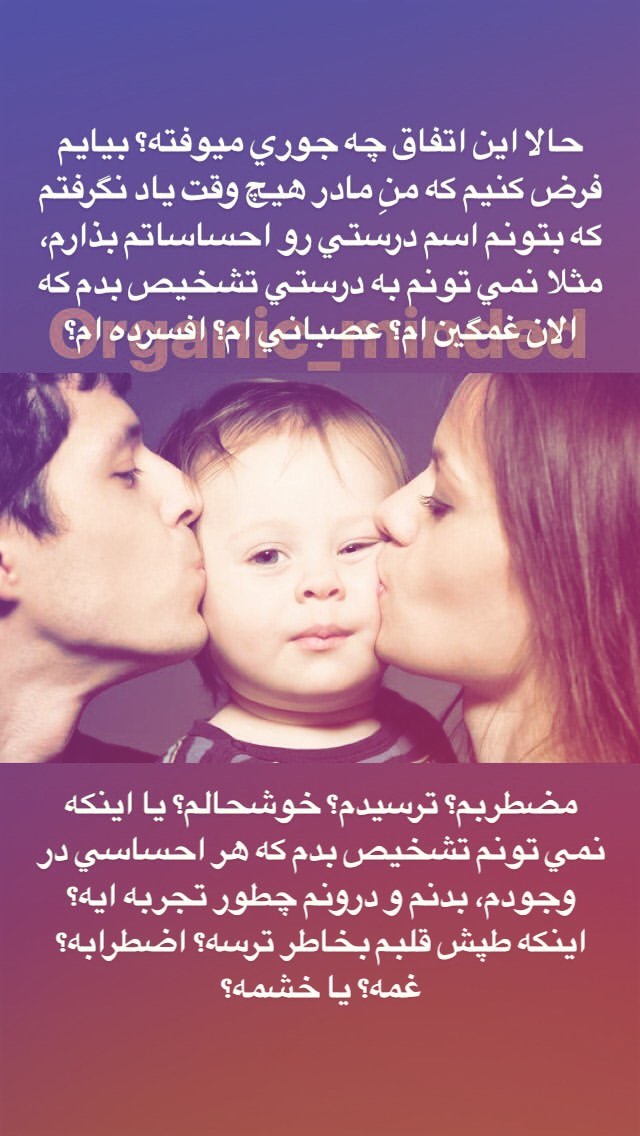 حالا این اتفاق چه جوري میوفته؟ بیایم
فرض کنیم که منِ مادر هیچ وقت یاد نگرفتم
که بتونم اسم درستي رو احساساتم بذارم،
مثلا نمي تونم به درستي تشخیص بدم که
الان غمگین ام؟ عصباني ام؟ افسرده ام؟
Organic_minded
مضطربم؟ ترسیدم؟ خوشحالم؟ یا اینکه
نمي تونم تشخیص بدم که هر احساسي در
وجودم، بدنم و درونم چطور تجربه ایه؟
اینکه طپش قلبم بخاطر ترسه؟ اضطرابه؟
غمه؟ یا خشمه؟